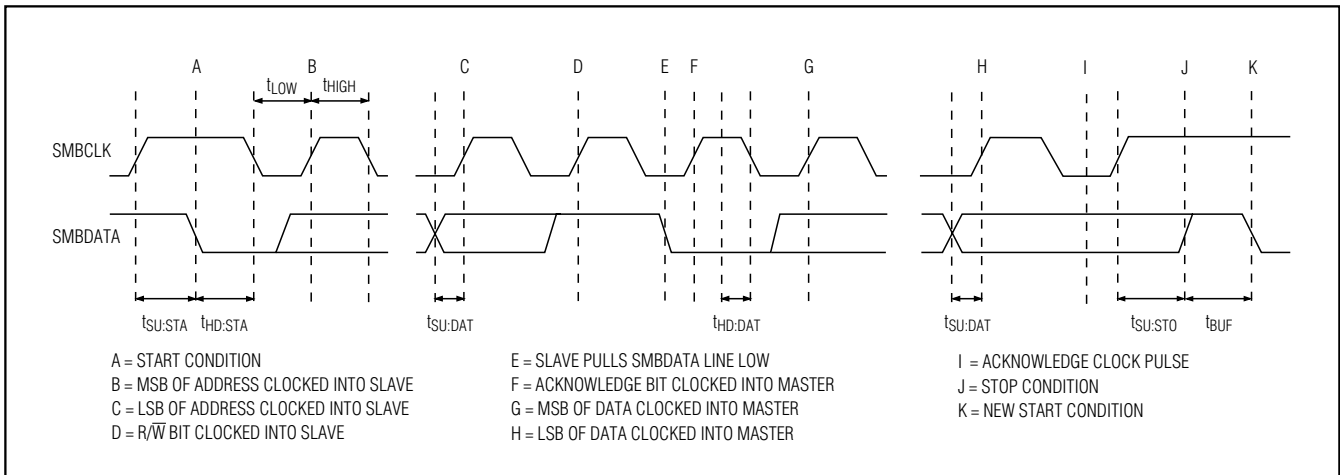 A B C D E F G H I J K
tLOW tHIGH
SMBCLK
SMBDATA
tSU:STA tHD:STA tSU:DAT tHD:DAT tSU:DAT tSU:STO tBUF
A = START CONDITION
B = MSB OF ADDRESS CLOCKED INTO SLAVE
C = LSB OF ADDRESS CLOCKED INTO SLAVE
D = R/W̅ BIT CLOCKED INTO SLAVE
E = SLAVE PULLS SMBDATA LINE LOW
F = ACKNOWLEDGE BIT CLOCKED INTO MASTER
G = MSB OF DATA CLOCKED INTO MASTER
H = LSB OF DATA CLOCKED INTO MASTER
I = ACKNOWLEDGE CLOCK PULSE
J = STOP CONDITION
K = NEW START CONDITION